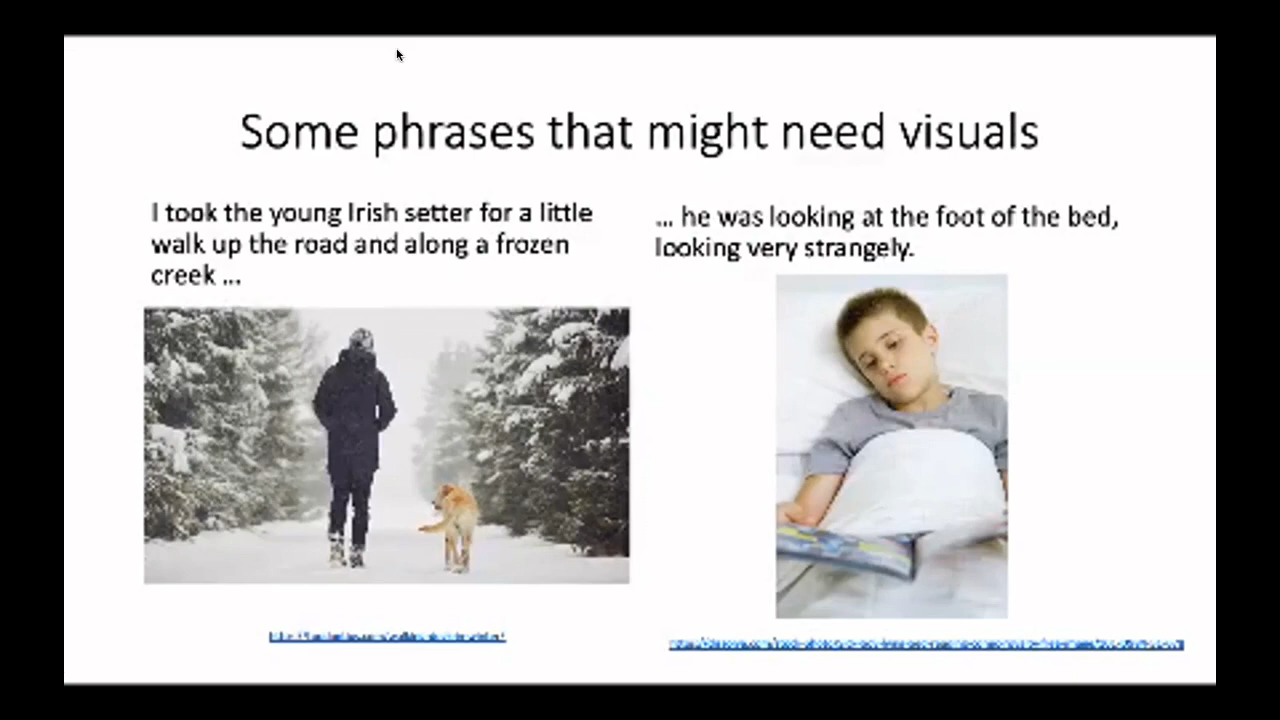 Some phrases that might need visuals
I took the young Irish setter for a little
walk up the road and along a frozen
creek ...
... he was looking at the foot of the bed,
looking very strangely.